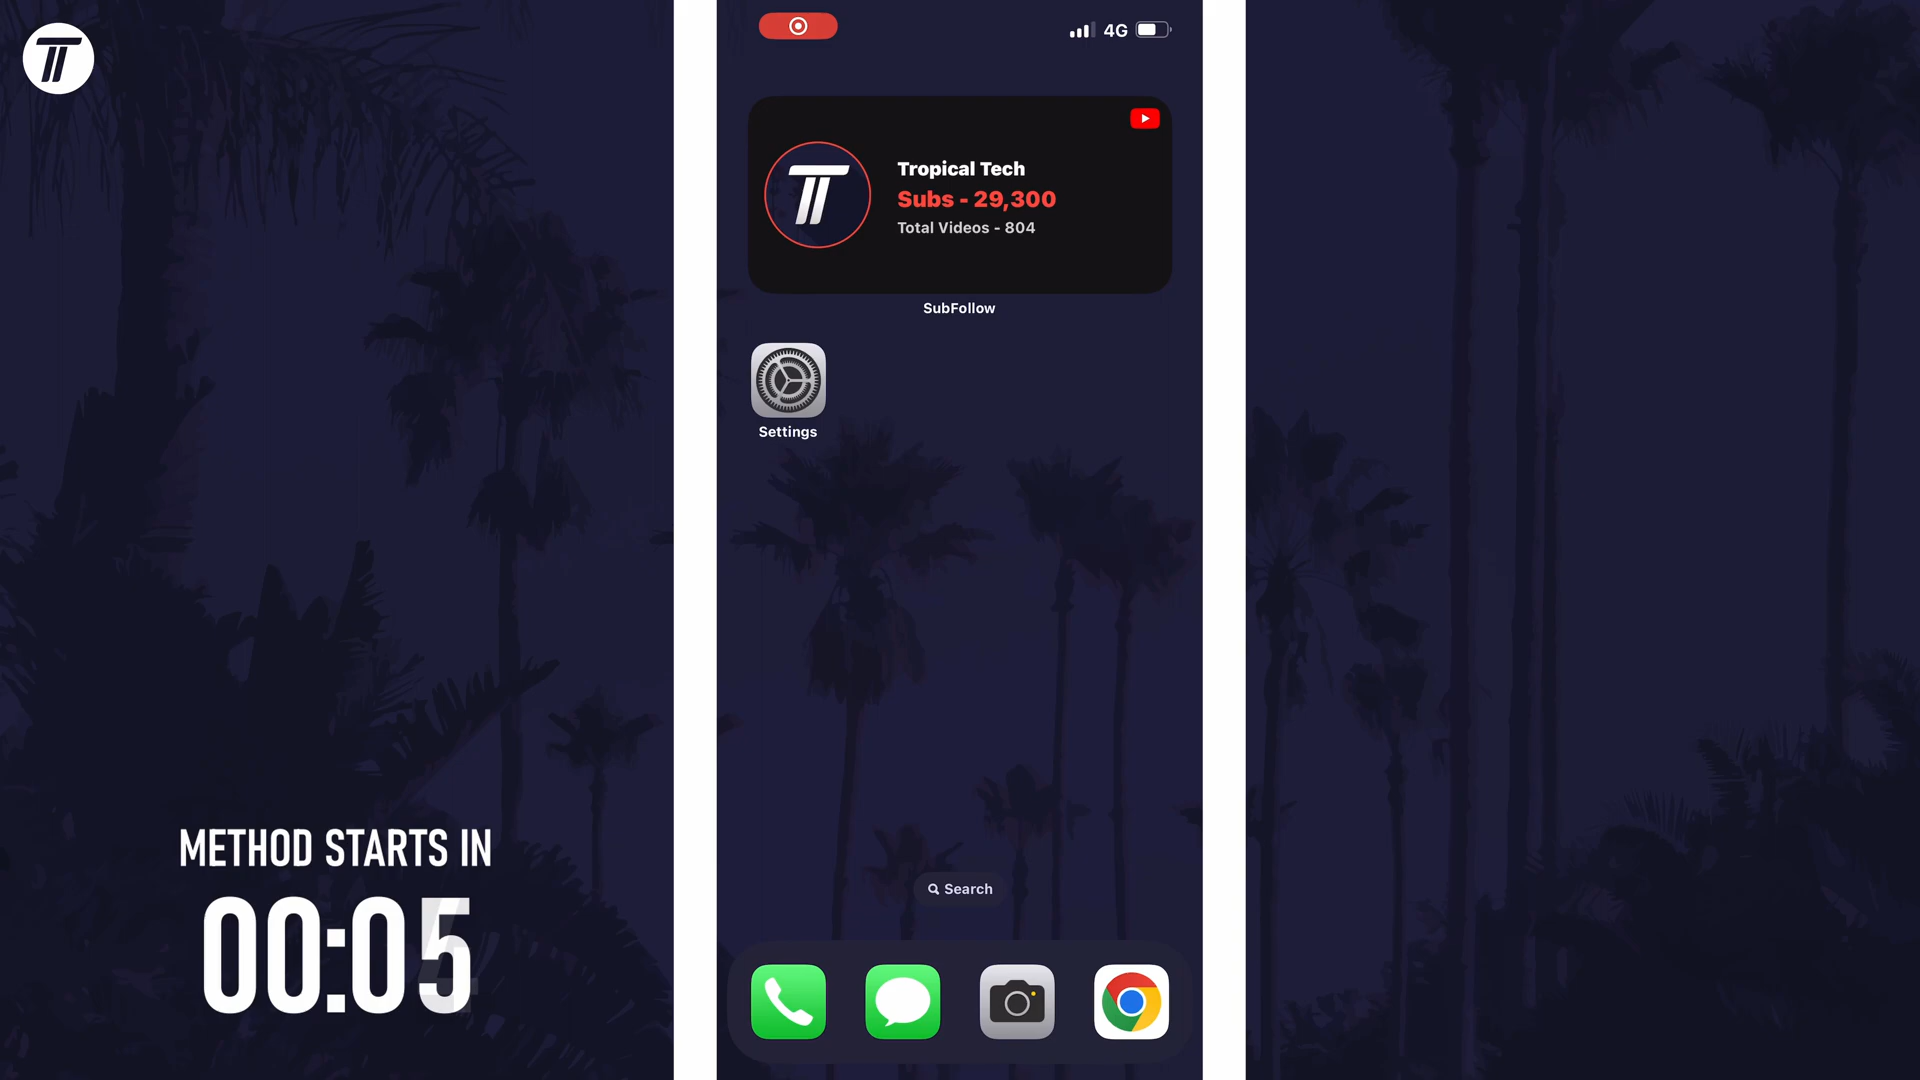 4G
Tropical Tech
Subs - 29,300
Total Videos - 804
SubFollow
Settings
Search
METHOD STARTS IN
00:05